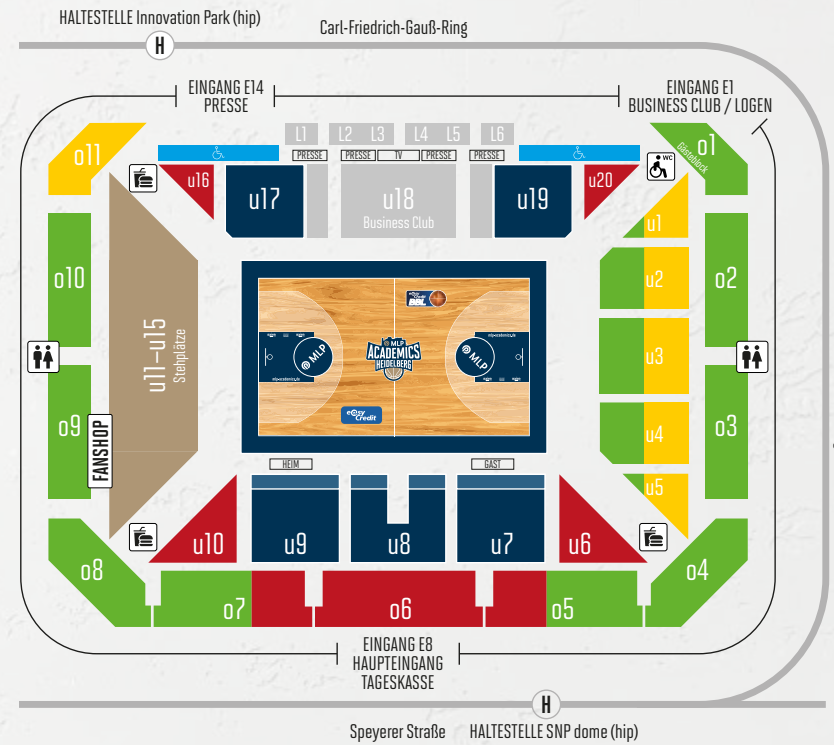 HALTESTELLE Innovation Park (hip)
H
Carl-Friedrich-Gauß-Ring
EINGANG E14
PRESSE
EINGANG E1
BUSINESS CLUB / LOGEN
L1 L2 L3 L4 L5 L6
PRESSE PRESSE TV PRESSE PRESSE
o11
o1
Gästeblock
WC
u16
u17
u18
Business Club
u19
u20
u1
o10
o2
u2
easyCredit
BBL
u11–u15
Stehplätze
MLP
MLP
ACADEMICS
HEIDELBERG
MLP
u3
o9
FANSHOP
easyCredit
u4
o3
HEIM
GAST
u5
u10
u9
u8
u7
u6
o8
o7
o6
o5
o4
EINGANG E8
HAUPTEINGANG
TAGESKASSE
H
Speyerer Straße
HALTESTELLE SNP dome (hip)